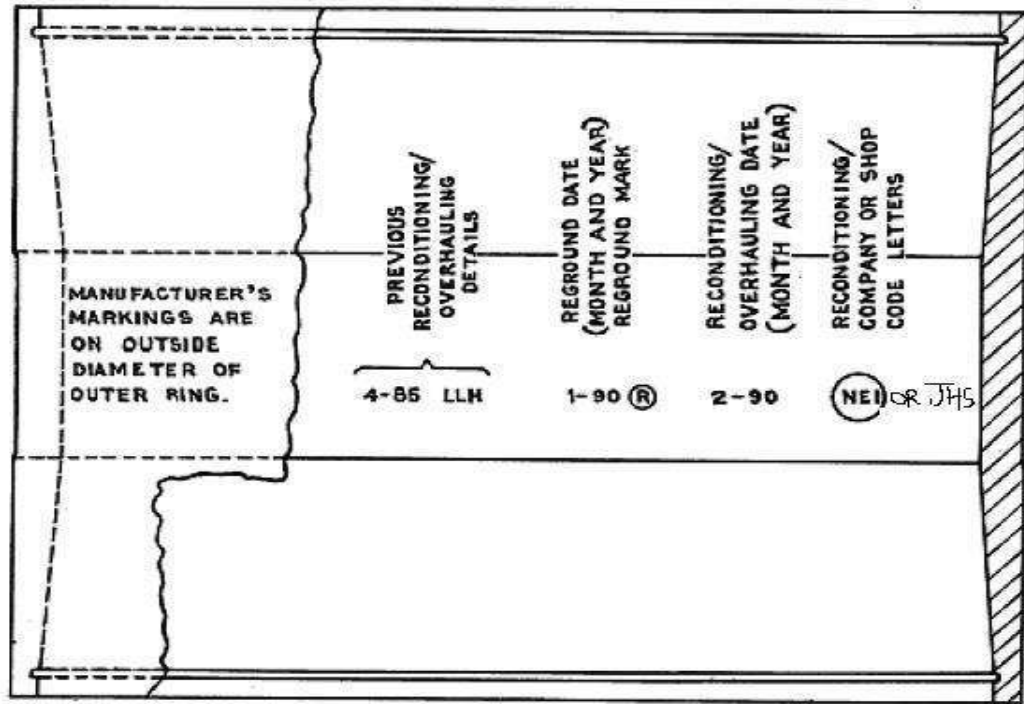 PREVIOUS
RECONDITIONING/
OVERHAULING
DETAILS
REGROUND DATE
(MONTH AND YEAR)
REGROUND MARK
RECONDITIONING/
OVERHAULING DATE
(MONTH AND YEAR)
RECONDITIONING/
COMPANY OR SHOP
CODE LETTERS
MANUFACTURER'S
MARKINGS ARE
ON OUTSIDE
DIAMETER OF
OUTER RING.
4-85 LLH
1-90 Ⓡ
2-90
NEI OR JHS